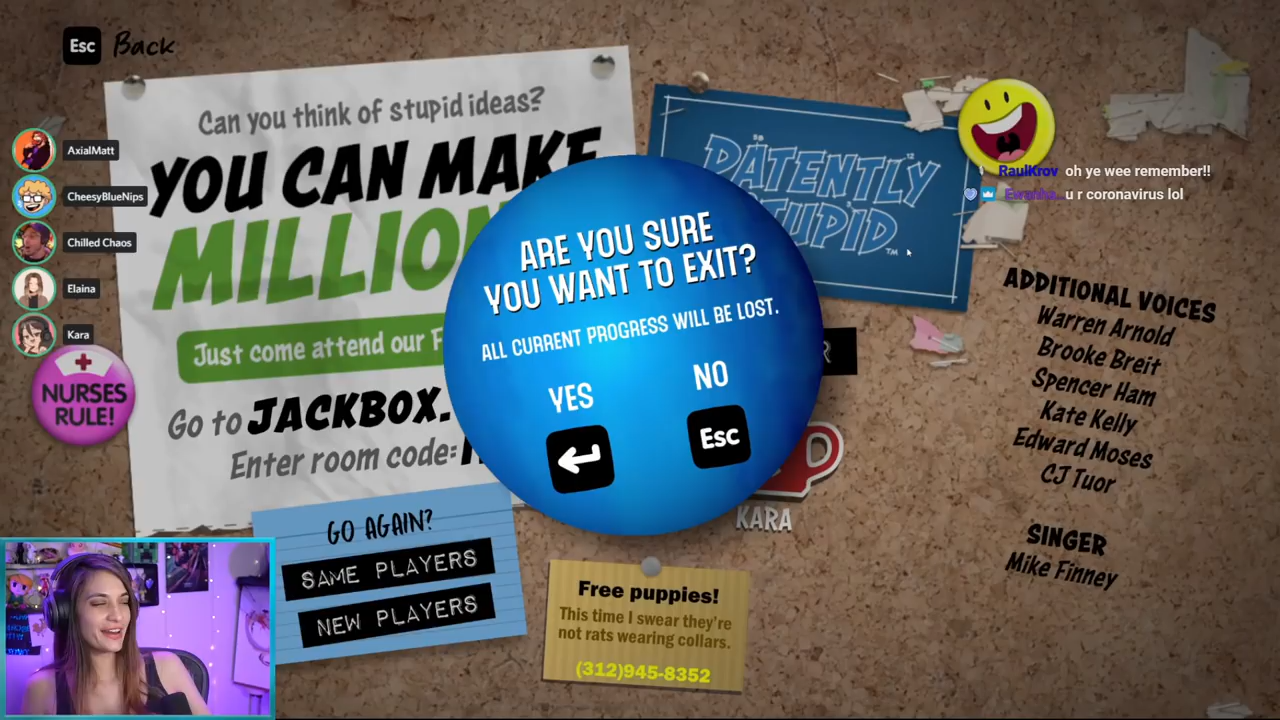 Esc Back
Can you think of stupid ideas?
YOU CAN MAKE
MILLION
Just come attend our F
Go to JACKBOX.
Enter room code:
AxialMatt
CheesyBlueNips
Chilled Chaos
Elaina
Kara
NURSES
RULE!
GO AGAIN?
SAME PLAYERS
NEW PLAYERS
ARE YOU SURE
YOU WANT TO EXIT?
ALL CURRENT PROGRESS WILL BE LOST.
YES
NO
Esc
PATENTLY
STUPID
TM
RaulKrov oh ye wee remember!!
u r coronavirus lol
KARA
Free puppies!
This time I swear they're
not rats wearing collars.
(312)945-8352
ADDITIONAL VOICES
Warren Arnold
Brooke Breit
Spencer Ham
Kate Kelly
Edward Moses
CJ Tuor
SINGER
Mike Finney